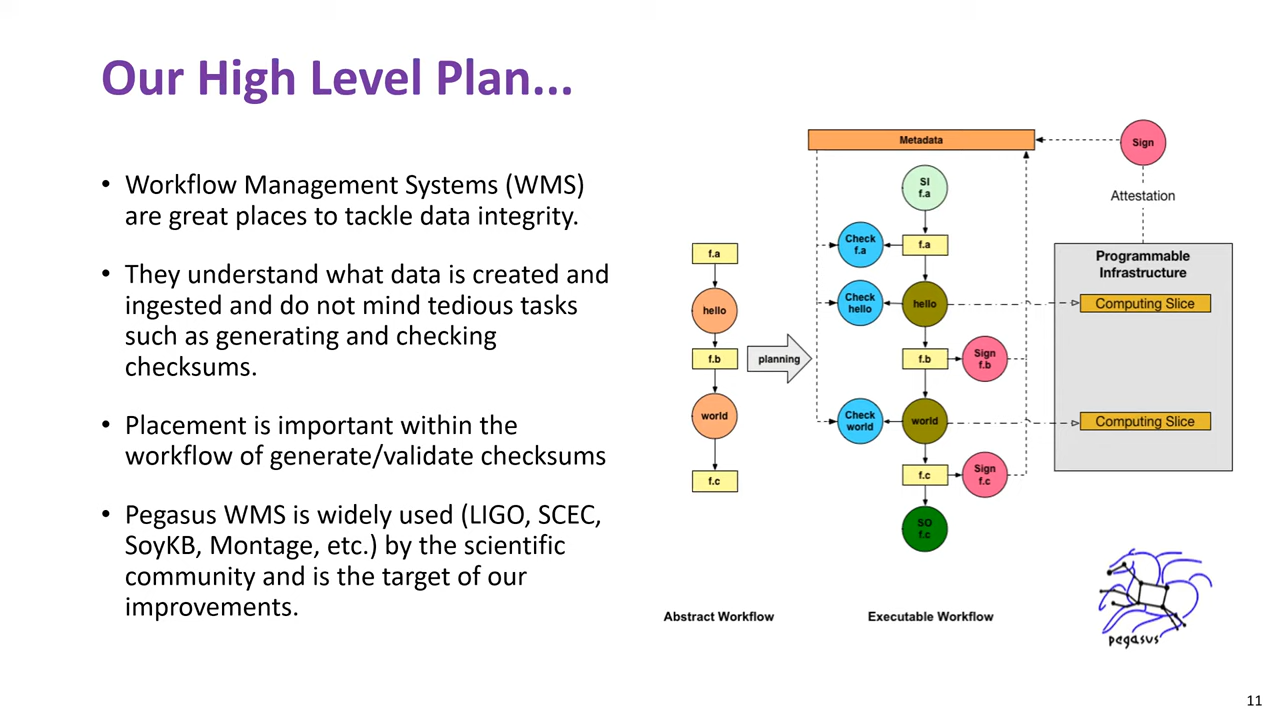 Our High Level Plan...
• Workflow Management Systems (WMS)
are great places to tackle data integrity.
• They understand what data is created and
ingested and do not mind tedious tasks
such as generating and checking
checksums.
• Placement is important within the
workflow of generate/validate checksums
• Pegasus WMS is widely used (LIGO, SCEC,
SoyKB, Montage, etc.) by the scientific
community and is the target of our
improvements.
f.a
hello
f.b
world
f.c
Abstract Workflow
planning
Metadata
SI
f.a
Check
f.a
f.a
Check
hello
hello
f.b
Sign
f.b
Check
world
world
f.c
Sign
f.c
SO
f.c
Executable Workflow
Sign
Attestation
Programmable
Infrastructure
Computing Slice
Computing Slice
pegasus
11